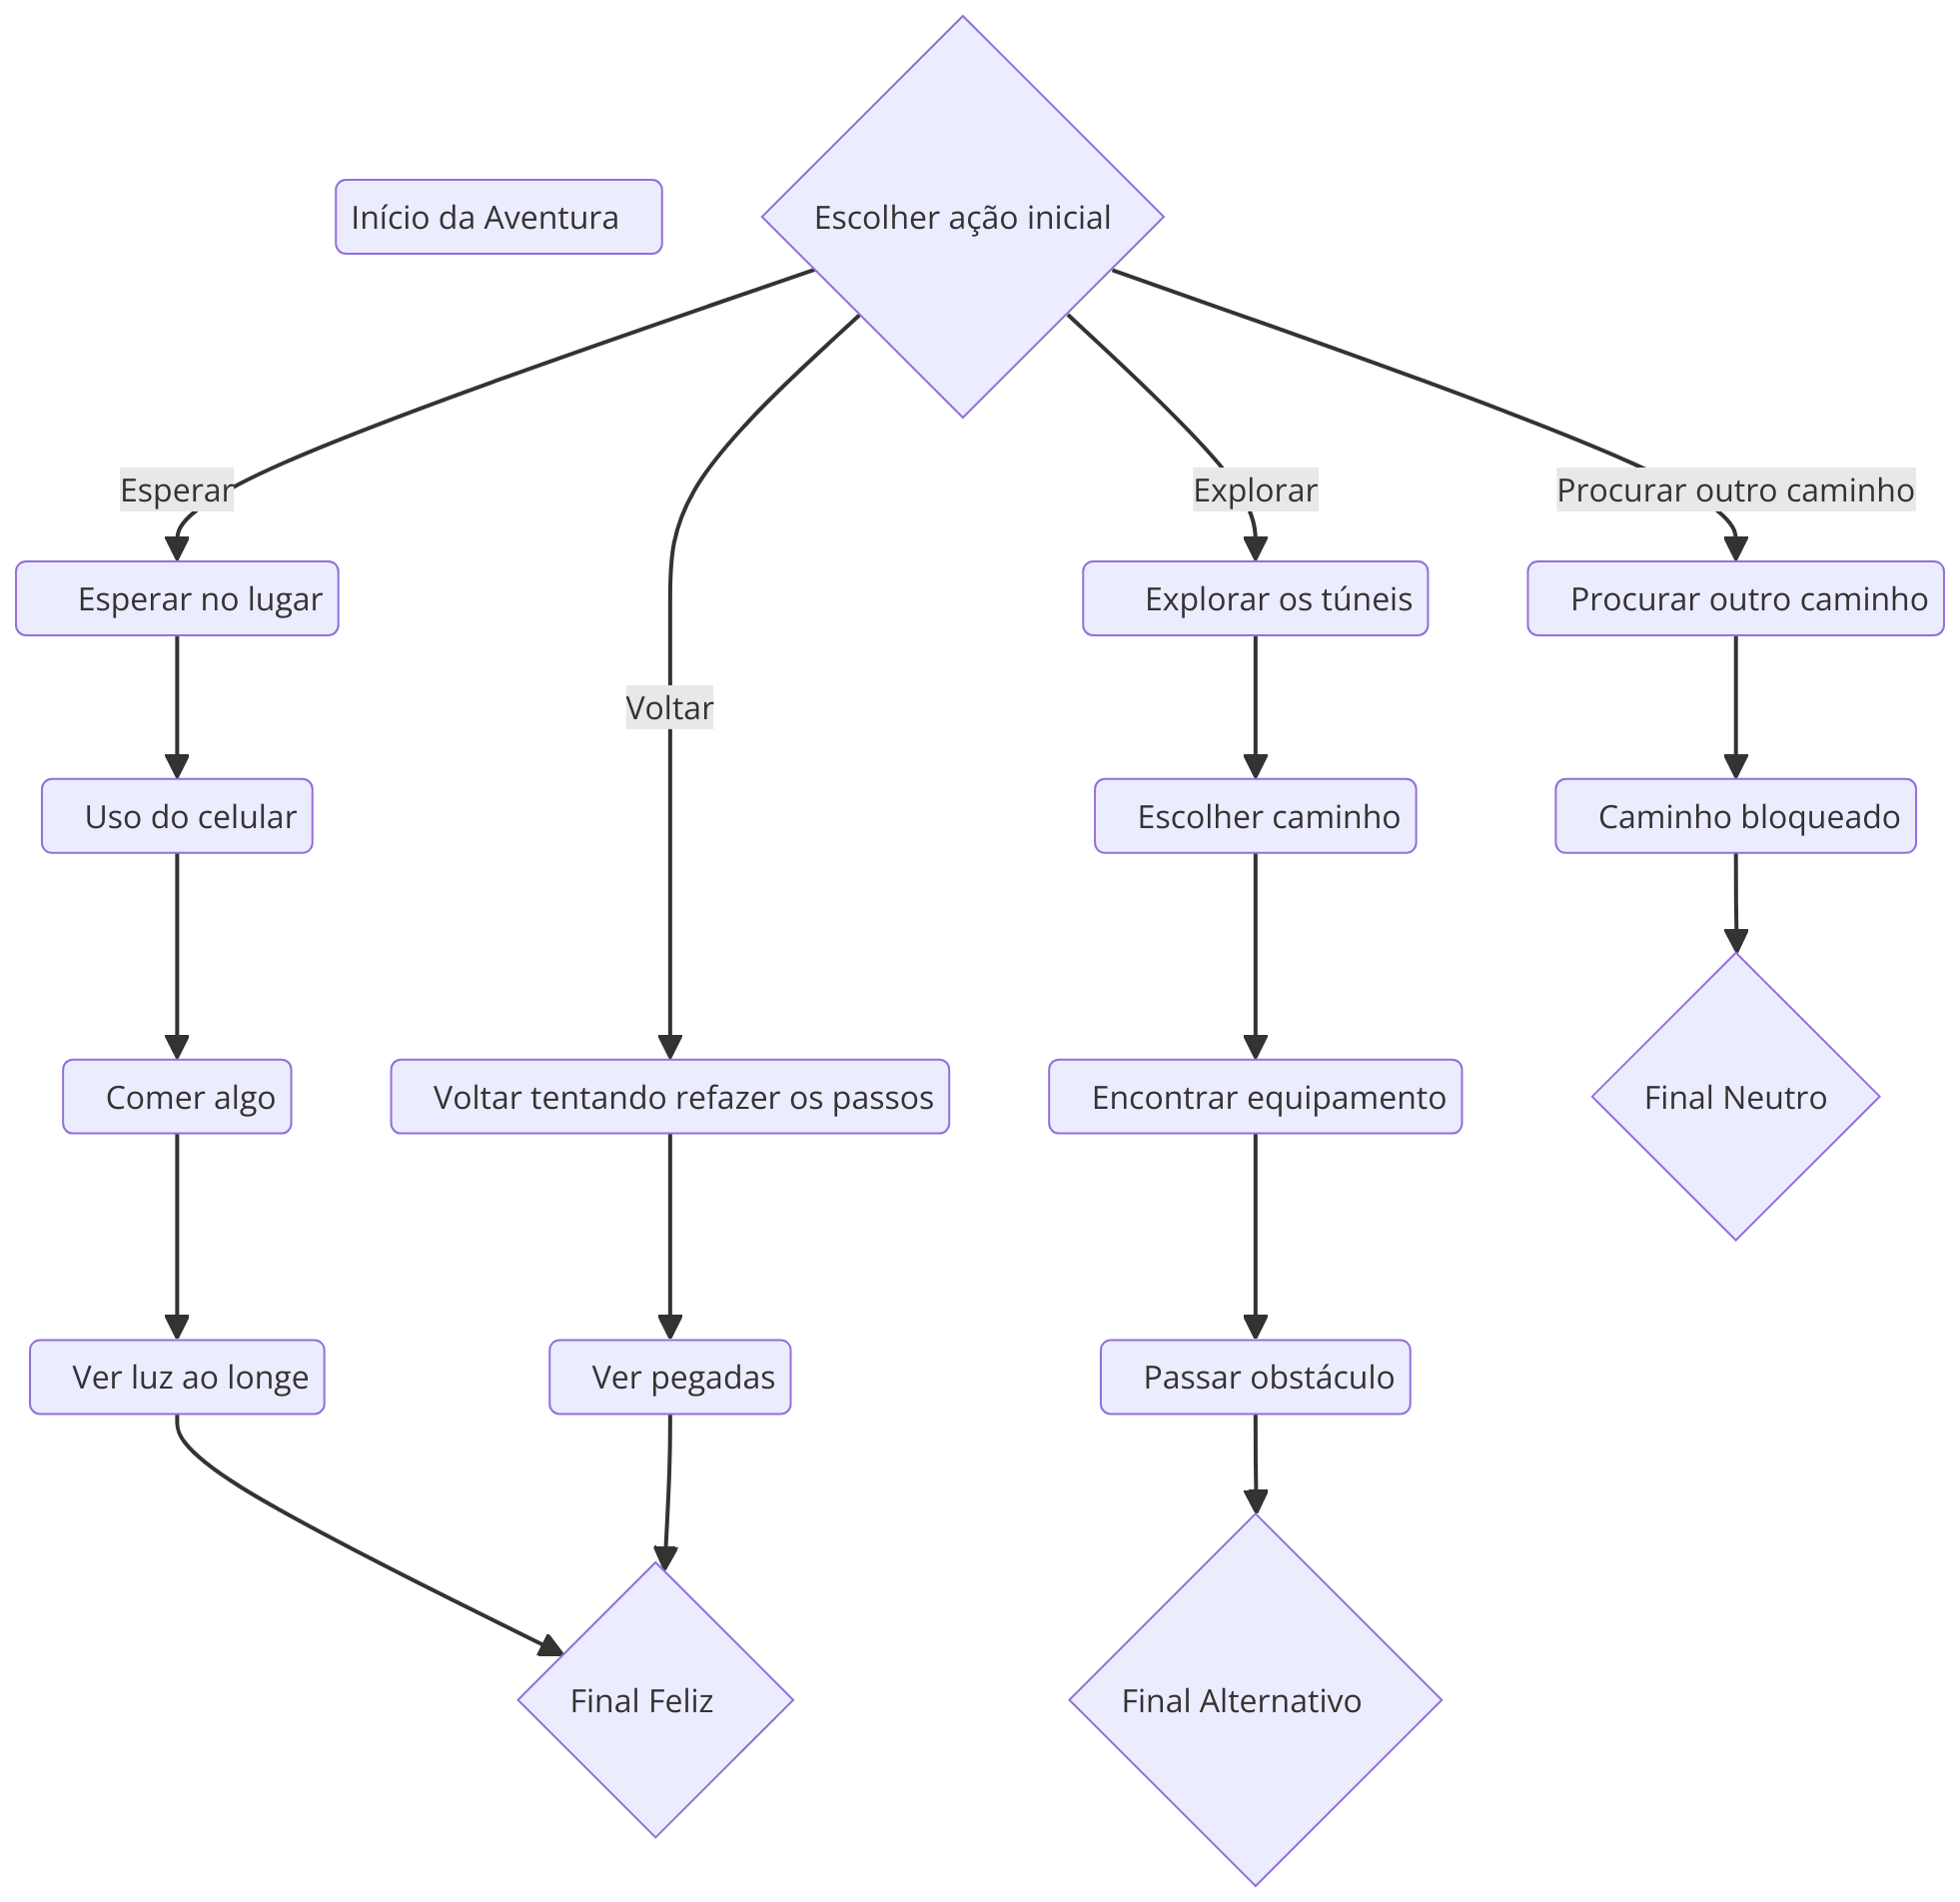 Início da Aventura
Escolher ação inicial
Esperar
Explorar
Procurar outro caminho
Esperar no lugar
Explorar os túneis
Procurar outro caminho
Voltar
Uso do celular
Escolher caminho
Caminho bloqueado
Comer algo
Voltar tentando refazer os passos
Encontrar equipamento
Final Neutro
Ver luz ao longe
Ver pegadas
Passar obstáculo
Final Feliz
Final Alternativo